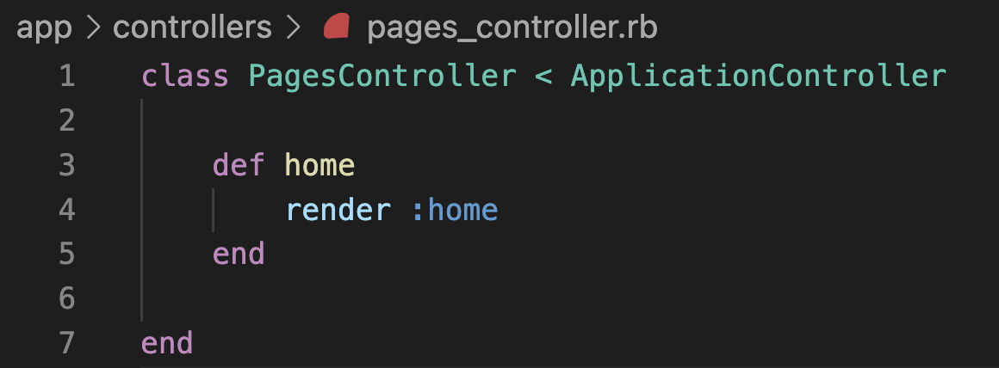 app > controllers > pages_controller.rb
1 class PagesController < ApplicationController
2
3     def home
4         render :home
5     end
6
7 end